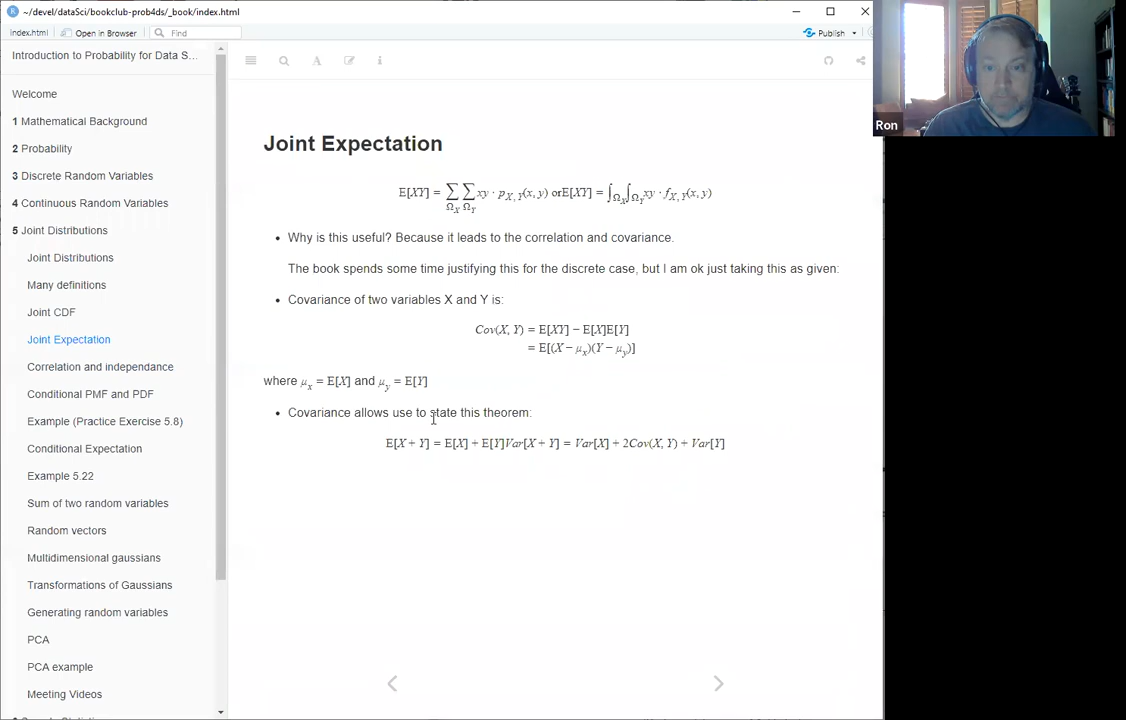 ~/devel/dataSci/bookclub-prob4ds/_book/index.html
index.html Open in Browser Find Publish
Introduction to Probability for Data S...
Welcome
1 Mathematical Background
2 Probability
3 Discrete Random Variables
4 Continuous Random Variables
5 Joint Distributions
Joint Distributions
Many definitions
Joint CDF
Joint Expectation
Correlation and independance
Conditional PMF and PDF
Example (Practice Exercise 5.8)
Conditional Expectation
Example 5.22
Sum of two random variables
Random vectors
Multidimensional gaussians
Transformations of Gaussians
Generating random variables
PCA
PCA example
Meeting Videos
Joint Expectation
E[XY] = ∑_{Ω_X} ∑_{Ω_Y} xy · p_{X, Y}(x, y) orE[XY] = ∫_{Ω_X} ∫_{Ω_Y} xy · f_{X, Y}(x, y)
• Why is this useful? Because it leads to the correlation and covariance.
The book spends some time justifying this for the discrete case, but I am ok just taking this as given:
• Covariance of two variables X and Y is:
Cov(X, Y) = E[XY] − E[X]E[Y]
= E[(X − μ_x)(Y − μ_y)]
where μ_x = E[X] and μ_y = E[Y]
• Covariance allows use to state this theorem:
E[X + Y] = E[X] + E[Y]Var[X + Y] = Var[X] + 2Cov(X, Y) + Var[Y]
Ron